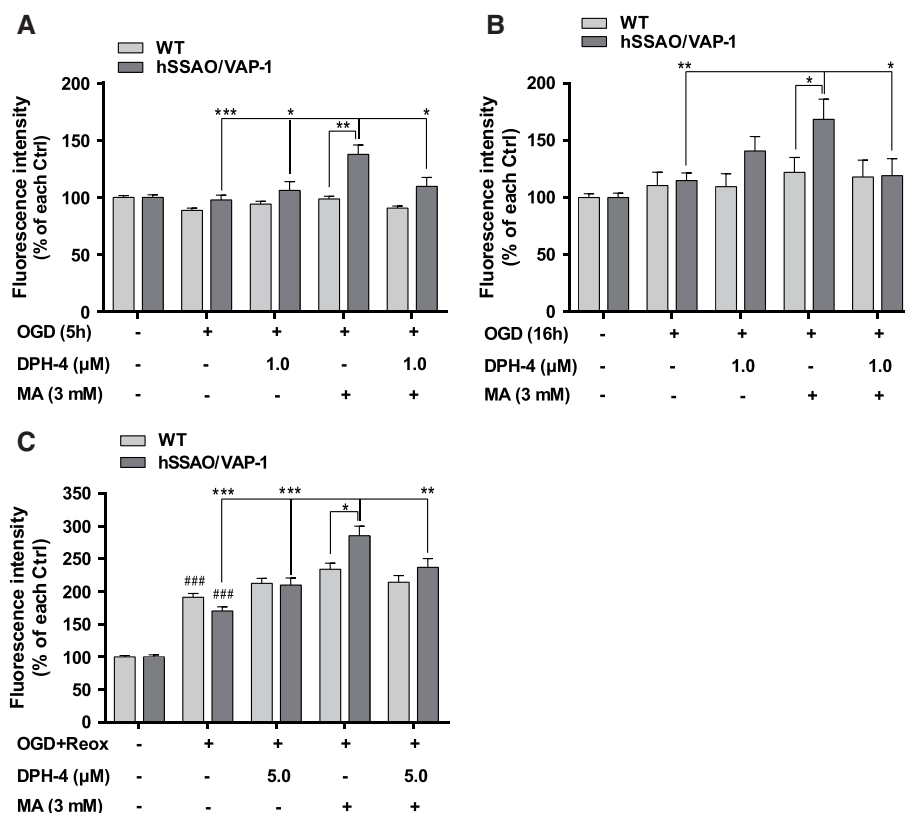 A
WT
hSSAO/VAP-1
Fluorescence intensity
(% of each Ctrl)
200
150
100
50
0
*** * ** *
OGD (5h) - + + + +
DPH-4 (μM) - - 1.0 - 1.0
MA (3 mM) - - - + +
B
WT
hSSAO/VAP-1
Fluorescence intensity
(% of each Ctrl)
200
150
100
50
0
** * *
OGD (16h) - + + + +
DPH-4 (μM) - - 1.0 - 1.0
MA (3 mM) - - - + +
C
WT
hSSAO/VAP-1
Fluorescence intensity
(% of each Ctrl)
350
300
250
200
150
100
50
0
*** *** * **
### ###
OGD+Reox - + + + +
DPH-4 (μM) - - 5.0 - 5.0
MA (3 mM) - - - + +